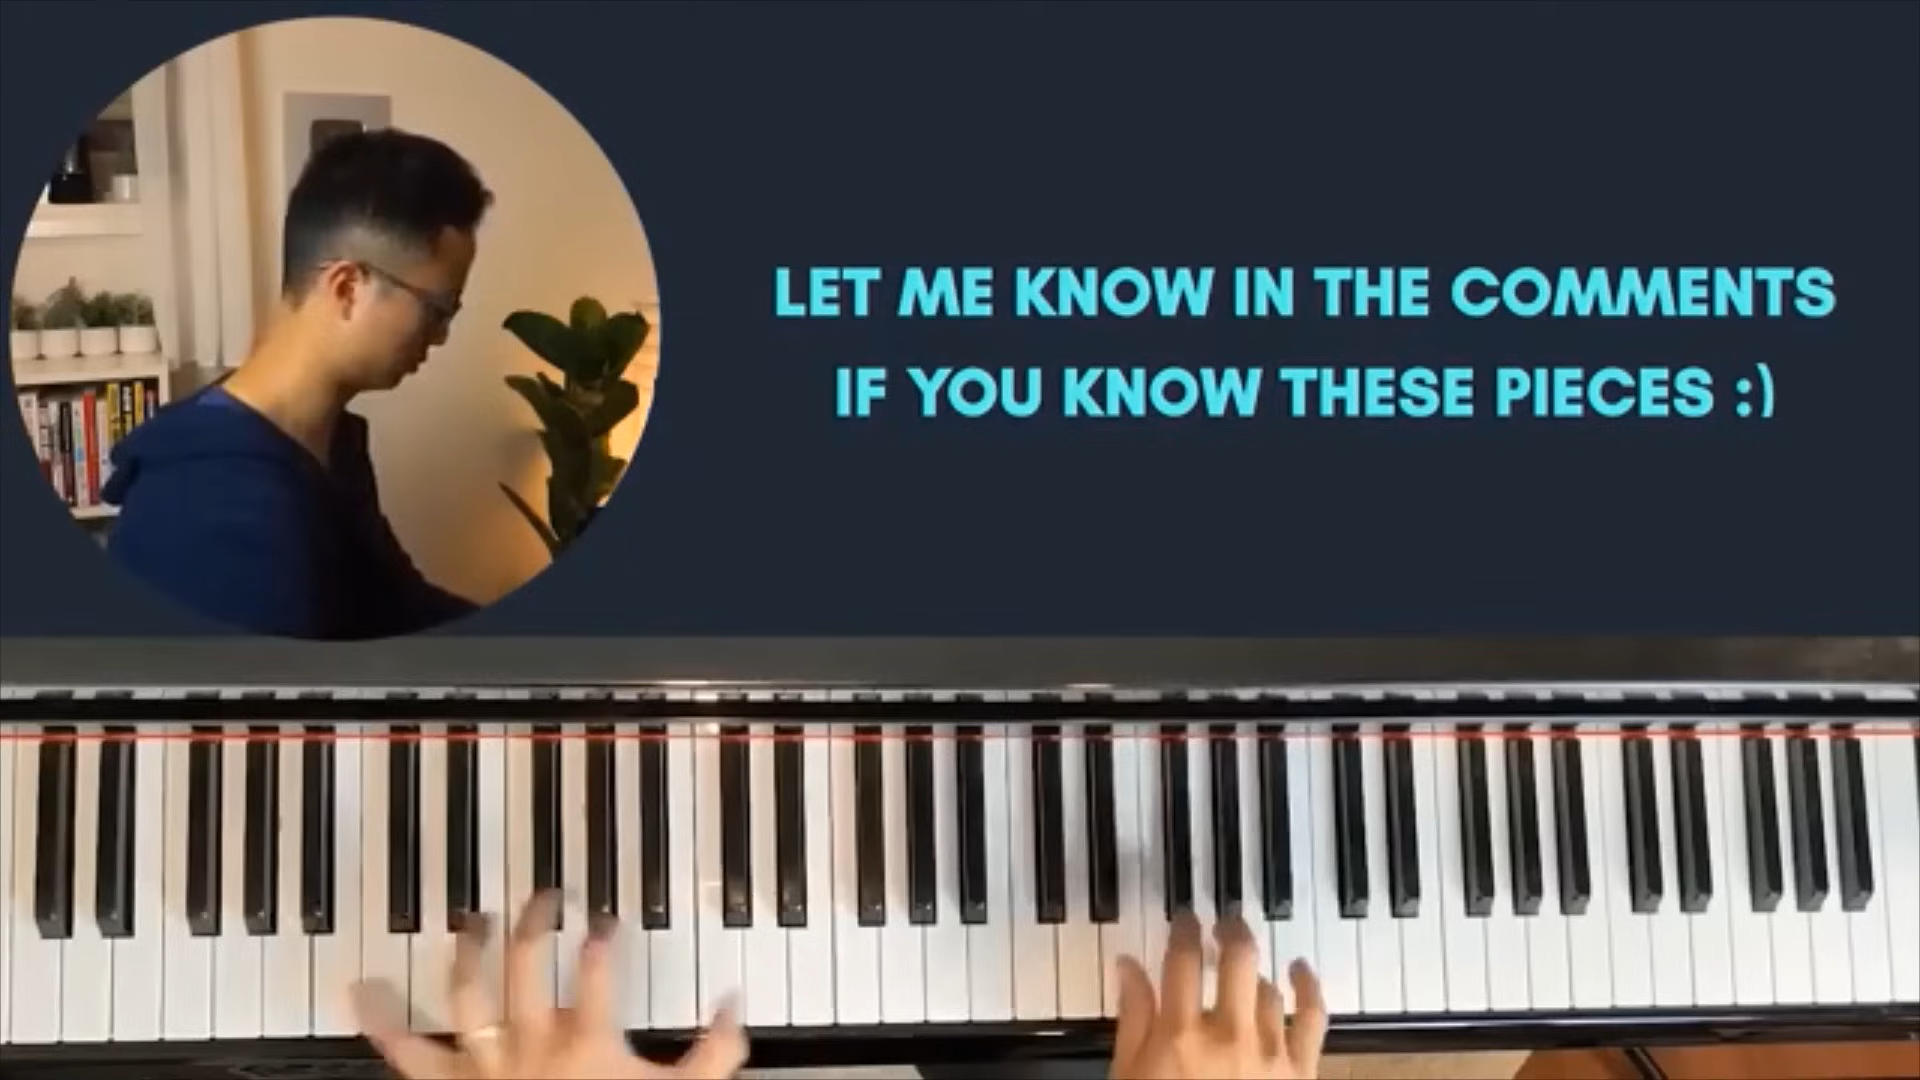 LET ME KNOW IN THE COMMENTS
IF YOU KNOW THESE PIECES :)